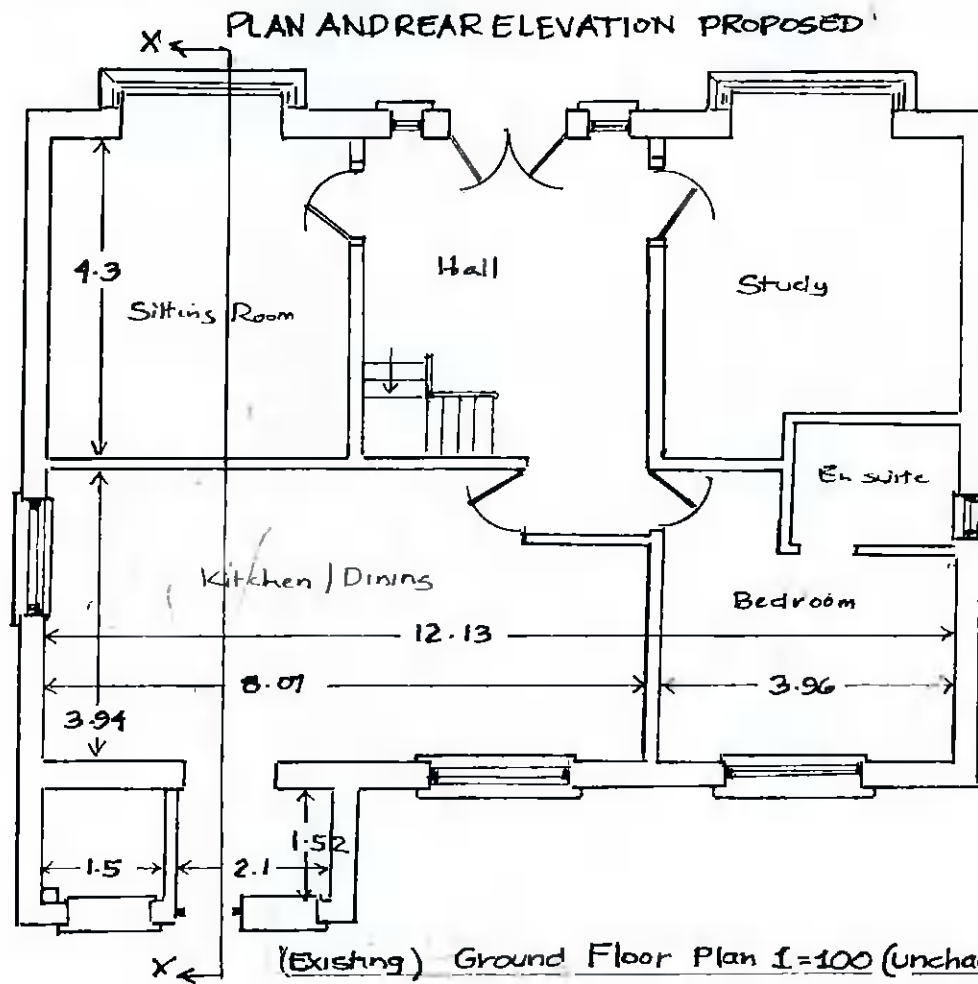 PLAN AND REAR ELEVATION PROPOSED
X
4.3
Sitting Room
Hall
Study
En suite
Kitchen / Dining
Bedroom
12.13
8.07
3.96
3.94
1.52
1.5
2.1
X
(Existing) Ground Floor Plan 1=100 (uncha